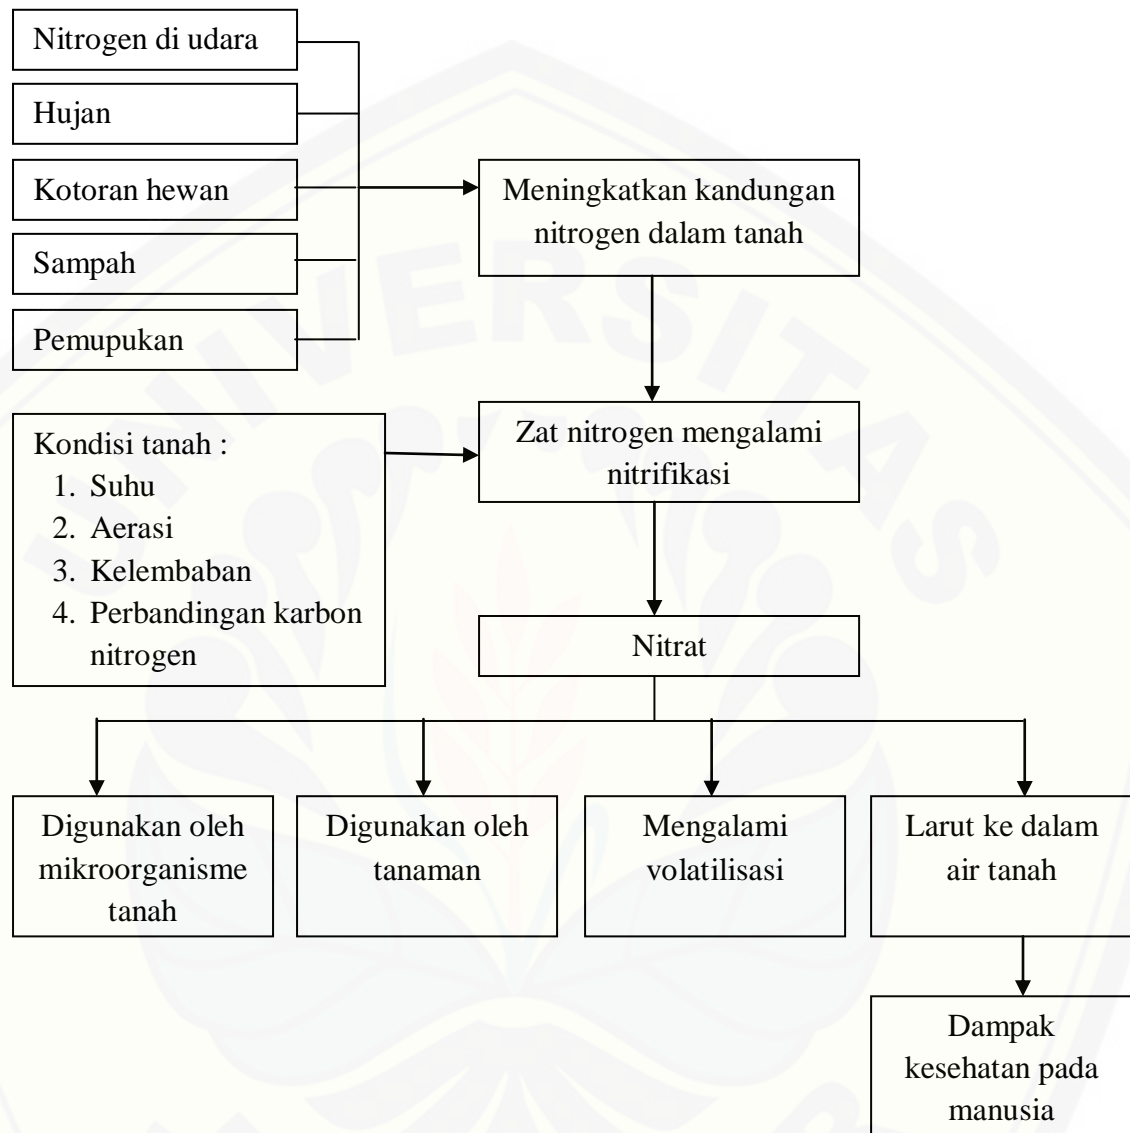 Nitrogen di udara
Hujan
Kotoran hewan
Sampah
Pemupukan
Meningkatkan kandungan
nitrogen dalam tanah
Kondisi tanah :
1. Suhu
2. Aerasi
3. Kelembaban
4. Perbandingan karbon
nitrogen
Zat nitrogen mengalami
nitrifikasi
Nitrat
Digunakan oleh
mikroorganisme
tanah
Digunakan oleh
tanaman
Mengalami
volatilisasi
Larut ke dalam
air tanah
Dampak
kesehatan pada
manusia
UNIVERSITAS